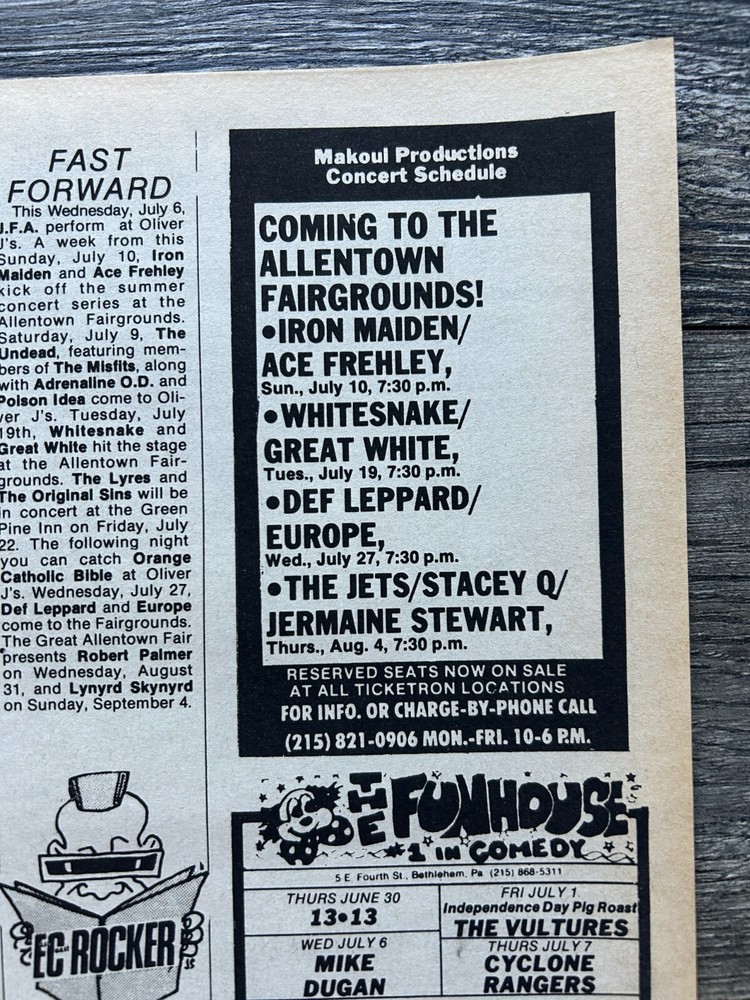 FAST
FORWARD
This Wednesday, July 6,
J.F.A. perform at Oliver
J's. A week from this
Sunday, July 10, Iron
Maiden and Ace Frehley
kick off the summer
concert series at the
Allentown Fairgrounds.
Saturday, July 9, The
Undead, featuring mem-
bers of The Misfits, along
with Adrenaline O.D. and
Poison Idea come to Oli-
ver J's. Tuesday, July
19th, Whitesnake and
Great White hit the stage
at the Allentown Fair-
grounds. The Lyres and
The Original Sins will be
in concert at the Green
Pine Inn on Friday, July
22. The following night
you can catch Orange
Catholic Bible at Oliver
J's. Wednesday, July 27,
Def Leppard and Europe
come to the Fairgrounds.
The Great Allentown Fair
presents Robert Palmer
on Wednesday, August
31, and Lynyrd Skynyrd
on Sunday, September 4.
EC ROCKER
Makoul Productions
Concert Schedule
COMING TO THE
ALLENTOWN
FAIRGROUNDS!
•IRON MAIDEN/
ACE FREHLEY,
Sun., July 10, 7:30 p.m.
•WHITESNAKE/
GREAT WHITE,
Tues., July 19, 7:30 p.m.
•DEF LEPPARD/
EUROPE,
Wed., July 27, 7:30 p.m.
•THE JETS/STACEY Q/
JERMAINE STEWART,
Thurs., Aug. 4, 7:30 p.m.
RESERVED SEATS NOW ON SALE
AT ALL TICKETRON LOCATIONS
FOR INFO. OR CHARGE-BY-PHONE CALL
(215) 821-0906 MON.-FRI. 10-6 P.M.
THE FUNHOUSE
1 IN COMEDY
5 E. Fourth St., Bethlehem, Pa (215) 868-5311
THURS JUNE 30
13•13
WED JULY 6
MIKE
DUGAN
FRI JULY 1
Independence Day Pig Roast
THE VULTURES
THURS JULY 7
CYCLONE
RANGERS